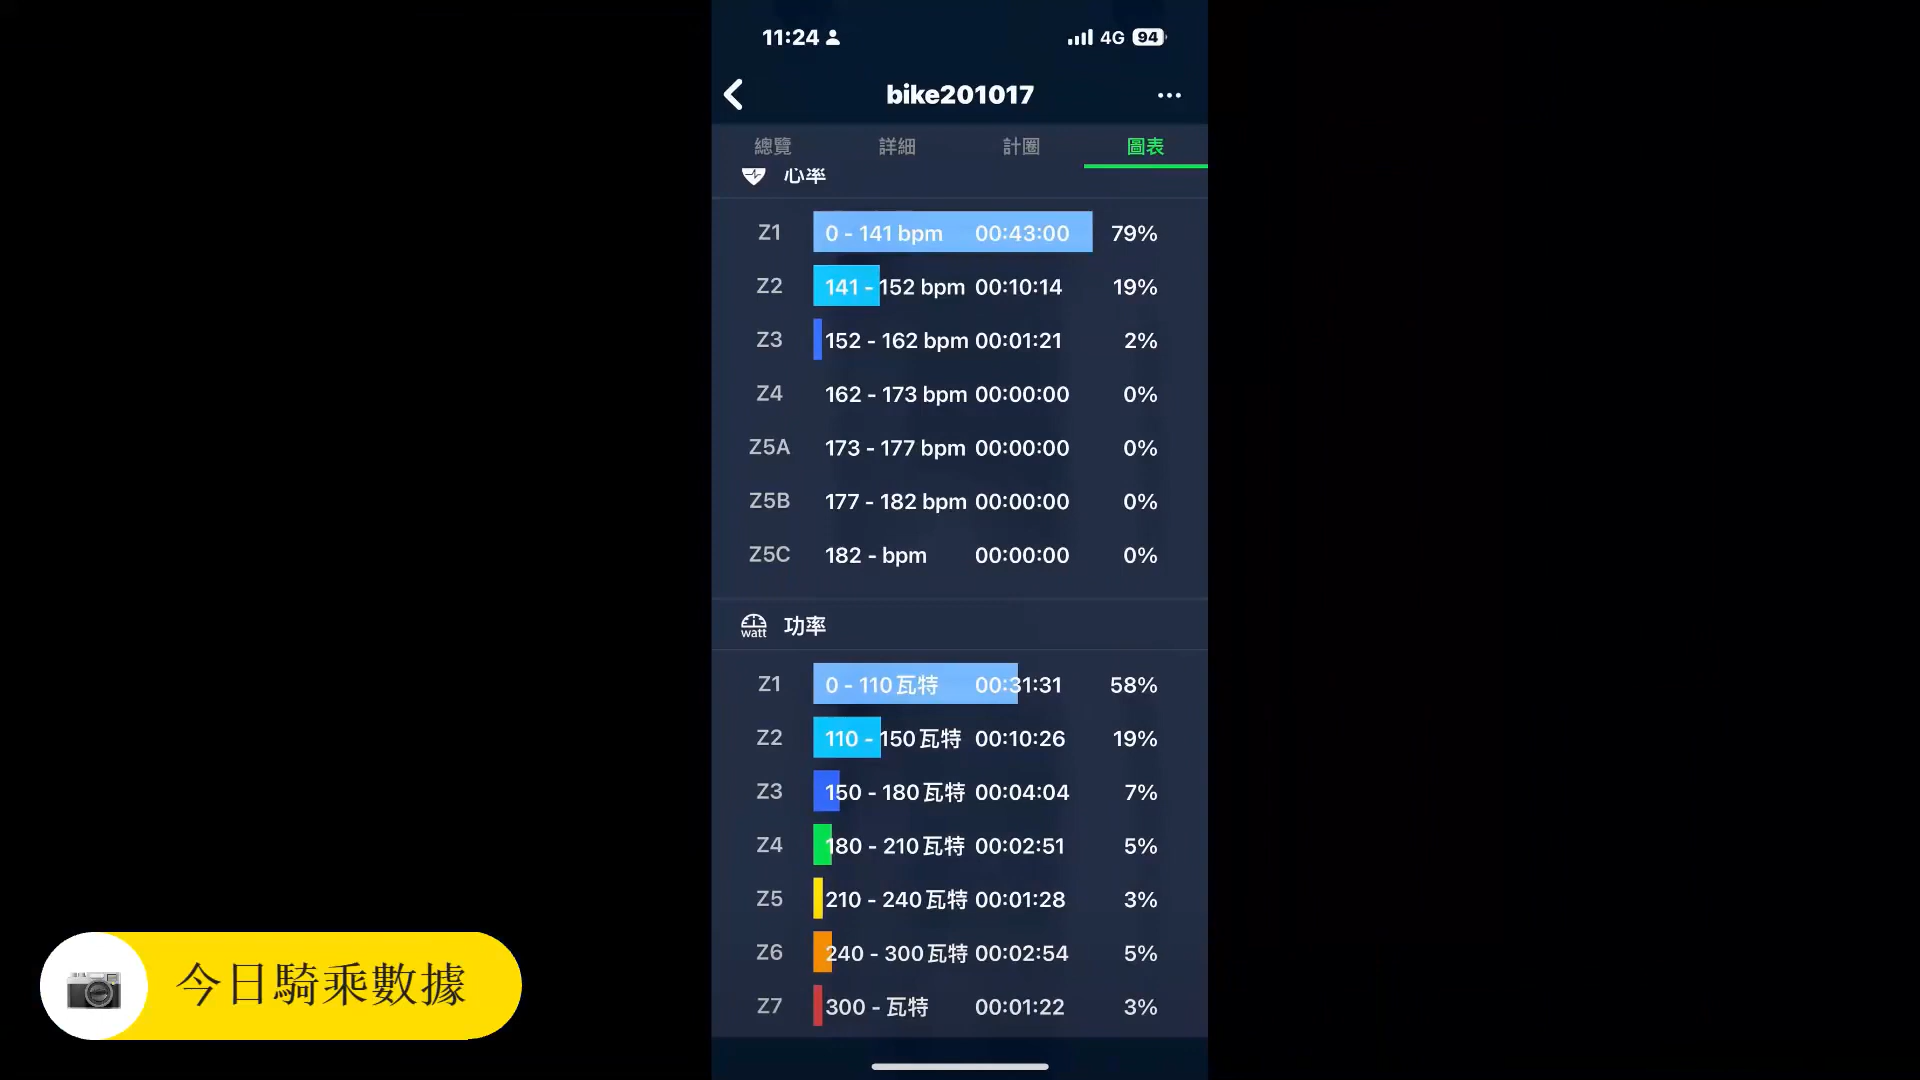 11:24 4G 94
bike201017
總覽 詳細 計圈 圖表
心率
Z1 0 - 141 bpm 00:43:00 79%
Z2 141 - 152 bpm 00:10:14 19%
Z3 152 - 162 bpm 00:01:21 2%
Z4 162 - 173 bpm 00:00:00 0%
Z5A 173 - 177 bpm 00:00:00 0%
Z5B 177 - 182 bpm 00:00:00 0%
Z5C 182 - bpm 00:00:00 0%
watt 功率
Z1 0 - 110瓦特 00:31:31 58%
Z2 110 - 150瓦特 00:10:26 19%
Z3 150 - 180瓦特 00:04:04 7%
Z4 180 - 210瓦特 00:02:51 5%
Z5 210 - 240瓦特 00:01:28 3%
Z6 240 - 300瓦特 00:02:54 5%
Z7 300 - 瓦特 00:01:22 3%
今日騎乘數據